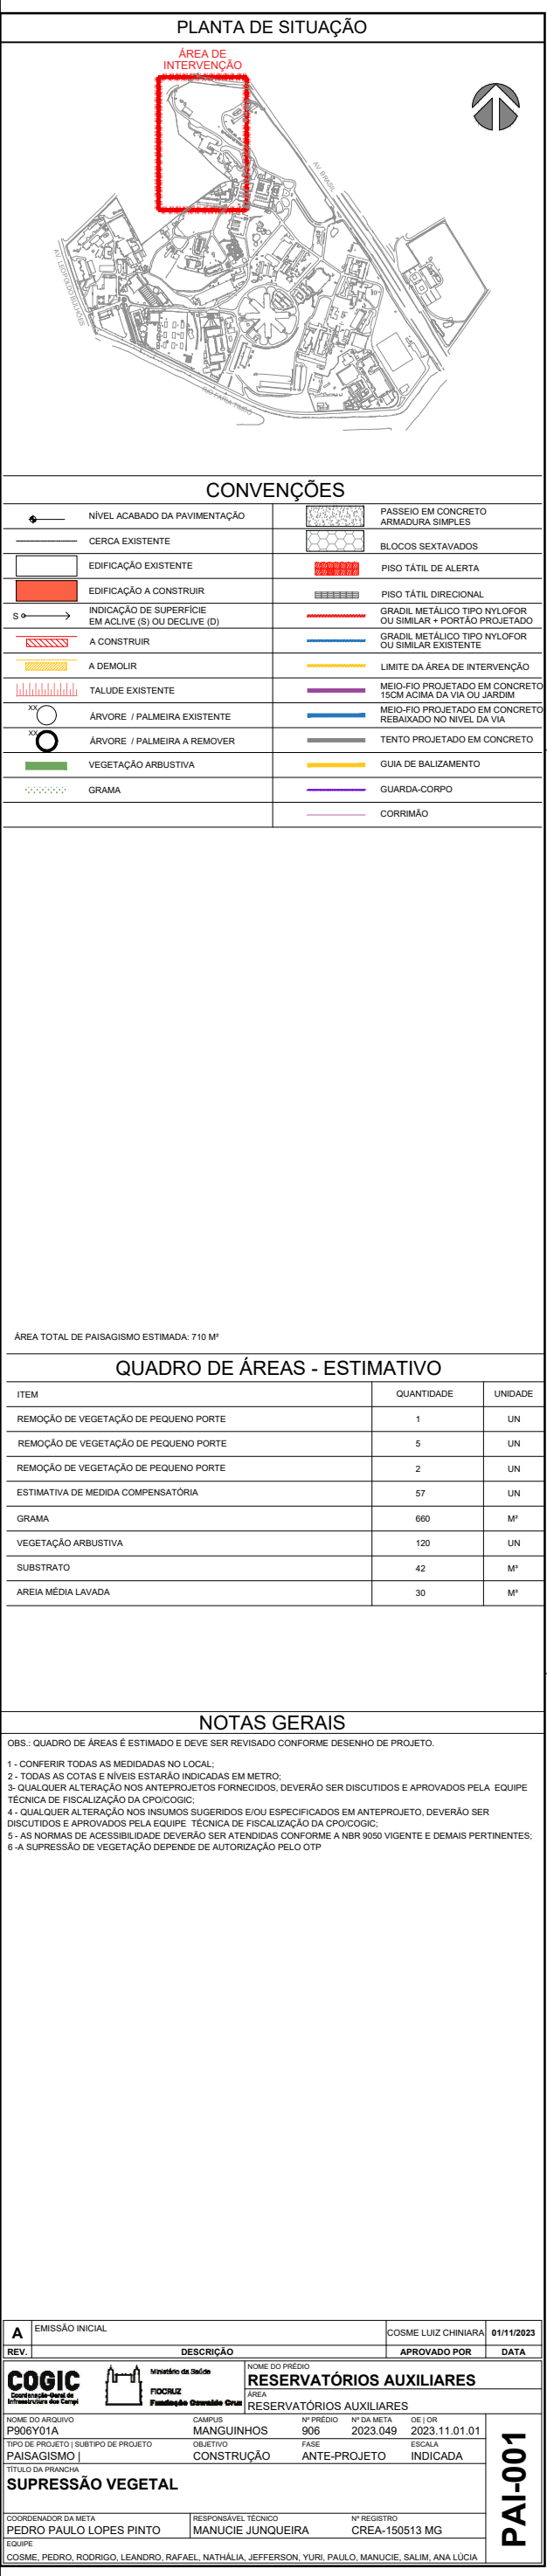 PLANTA DE SITUAÇÃO
ÁREA DE
INTERVENÇÃO
AV. BRASIL
AV. LEOPOLDO BULHÕES
RIO FARIA TIMBÓ
CONVENÇÕES
NÍVEL ACABADO DA PAVIMENTAÇÃO
CERCA EXISTENTE
EDIFICAÇÃO EXISTENTE
EDIFICAÇÃO A CONSTRUIR
S
INDICAÇÃO DE SUPERFÍCIE
EM ACLIVE (S) OU DECLIVE (D)
A CONSTRUIR
A DEMOLIR
TALUDE EXISTENTE
XX
ÁRVORE / PALMEIRA EXISTENTE
XX
ÁRVORE / PALMEIRA A REMOVER
VEGETAÇÃO ARBUSTIVA
GRAMA
PASSEIO EM CONCRETO
ARMADURA SIMPLES
BLOCOS SEXTAVADOS
PISO TÁTIL DE ALERTA
PISO TÁTIL DIRECIONAL
GRADIL METÁLICO TIPO NYLOFOR
OU SIMILAR + PORTÃO PROJETADO
GRADIL METÁLICO TIPO NYLOFOR
OU SIMILAR EXISTENTE
LIMITE DA ÁREA DE INTERVENÇÃO
MEIO-FIO PROJETADO EM CONCRETO
15CM ACIMA DA VIA OU JARDIM
MEIO-FIO PROJETADO EM CONCRETO
REBAIXADO NO NIVEL DA VIA
TENTO PROJETADO EM CONCRETO
GUIA DE BALIZAMENTO
GUARDA-CORPO
CORRIMÃO
ÁREA TOTAL DE PAISAGISMO ESTIMADA: 710 M²
QUADRO DE ÁREAS - ESTIMATIVO
ITEM QUANTIDADE UNIDADE
REMOÇÃO DE VEGETAÇÃO DE PEQUENO PORTE 1 UN
REMOÇÃO DE VEGETAÇÃO DE PEQUENO PORTE 5 UN
REMOÇÃO DE VEGETAÇÃO DE PEQUENO PORTE 2 UN
ESTIMATIVA DE MEDIDA COMPENSATÓRIA 57 UN
GRAMA 660 M²
VEGETAÇÃO ARBUSTIVA 120 UN
SUBSTRATO 42 M³
AREIA MÉDIA LAVADA 30 M³
NOTAS GERAIS
OBS.: QUADRO DE ÁREAS É ESTIMADO E DEVE SER REVISADO CONFORME DESENHO DE PROJETO.
1 - CONFERIR TODAS AS MEDIDADAS NO LOCAL;
2 - TODAS AS COTAS E NÍVEIS ESTARÃO INDICADAS EM METRO;
3- QUALQUER ALTERAÇÃO NOS ANTEPROJETOS FORNECIDOS, DEVERÃO SER DISCUTIDOS E APROVADOS PELA EQUIPE
TÉCNICA DE FISCALIZAÇÃO DA CPO/COGIC;
4 - QUALQUER ALTERAÇÃO NOS INSUMOS SUGERIDOS E/OU ESPECIFICADOS EM ANTEPROJETO, DEVERÃO SER
DISCUTIDOS E APROVADOS PELA EQUIPE TÉCNICA DE FISCALIZAÇÃO DA CPO/COGIC;
5 - AS NORMAS DE ACESSIBILIDADE DEVERÃO SER ATENDIDAS CONFORME A NBR 9050 VIGENTE E DEMAIS PERTINENTES;
6 -A SUPRESSÃO DE VEGETAÇÃO DEPENDE DE AUTORIZAÇÃO PELO OTP
A EMISSÃO INICIAL COSME LUIZ CHINIARA 01/11/2023
REV. DESCRIÇÃO APROVADO POR DATA
COGIC
Coordenação-Geral de
Infraestrutura dos Campi
Ministério da Saúde
FIOCRUZ
Fundação Oswaldo Cruz
NOME DO PRÉDIO
RESERVATÓRIOS AUXILIARES
ÁREA
RESERVATÓRIOS AUXILIARES
NOME DO ARQUIVO CAMPUS Nº PRÉDIO Nº DA META OE | OR
P906Y01A MANGUINHOS 906 2023.049 2023.11.01.01
TIPO DE PROJETO | SUBTIPO DE PROJETO OBJETIVO FASE ESCALA
PAISAGISMO | CONSTRUÇÃO ANTE-PROJETO INDICADA
TÍTULO DA PRANCHA
SUPRESSÃO VEGETAL
COORDENADOR DA META RESPONSÁVEL TÉCNICO Nº REGISTRO
PEDRO PAULO LOPES PINTO MANUCIE JUNQUEIRA CREA-150513 MG
EQUIPE
COSME, PEDRO, RODRIGO, LEANDRO, RAFAEL, NATHÁLIA, JEFFERSON, YURI, PAULO, MANUCIE, SALIM, ANA LÚCIA
PAI-001